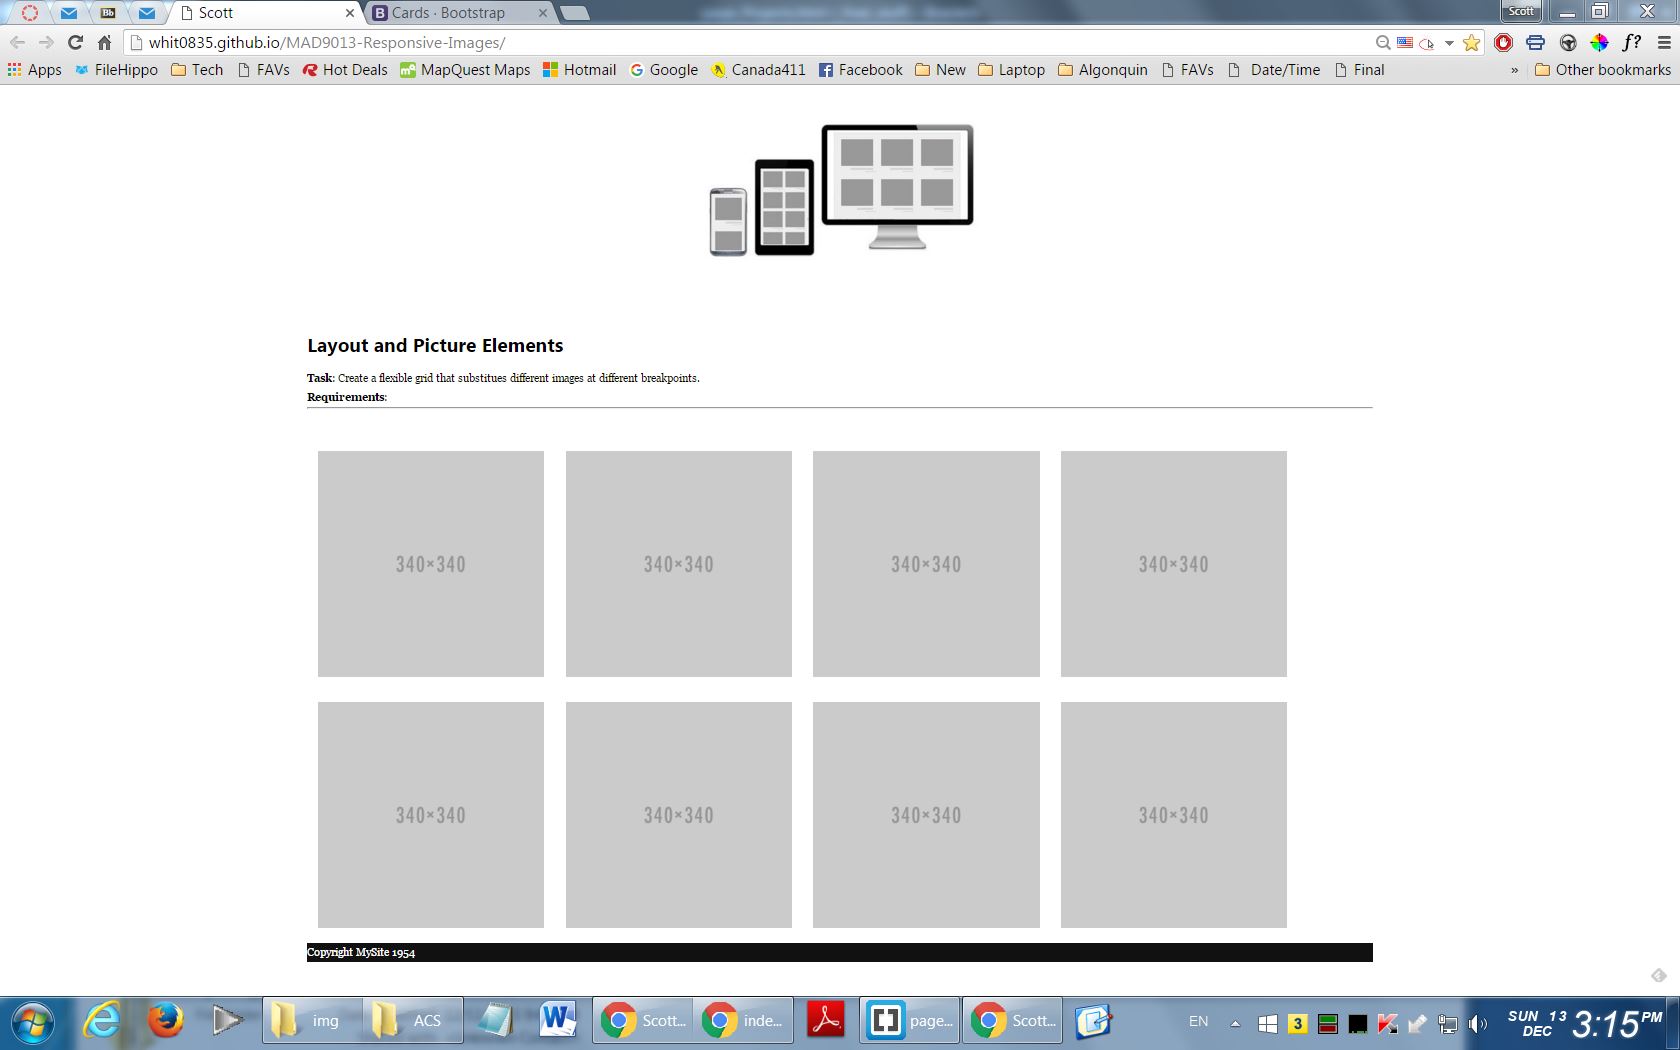 Bb
Scott
B Cards · Bootstrap
Scott
whit0835.github.io/MAD9013-Responsive-Images/
f?
Apps FileHippo Tech FAVs Hot Deals MapQuest Maps Hotmail Google Canada411 Facebook New Laptop Algonquin FAVs Date/Time Final » Other bookmarks
Layout and Picture Elements
Task: Create a flexible grid that substitues different images at different breakpoints.
Requirements:
340×340 340×340 340×340 340×340
340×340 340×340 340×340 340×340
Copyright MySite 1954
img ACS Scott... inde... page... Scott... EN 3 SUN 13 DEC 3:15 PM